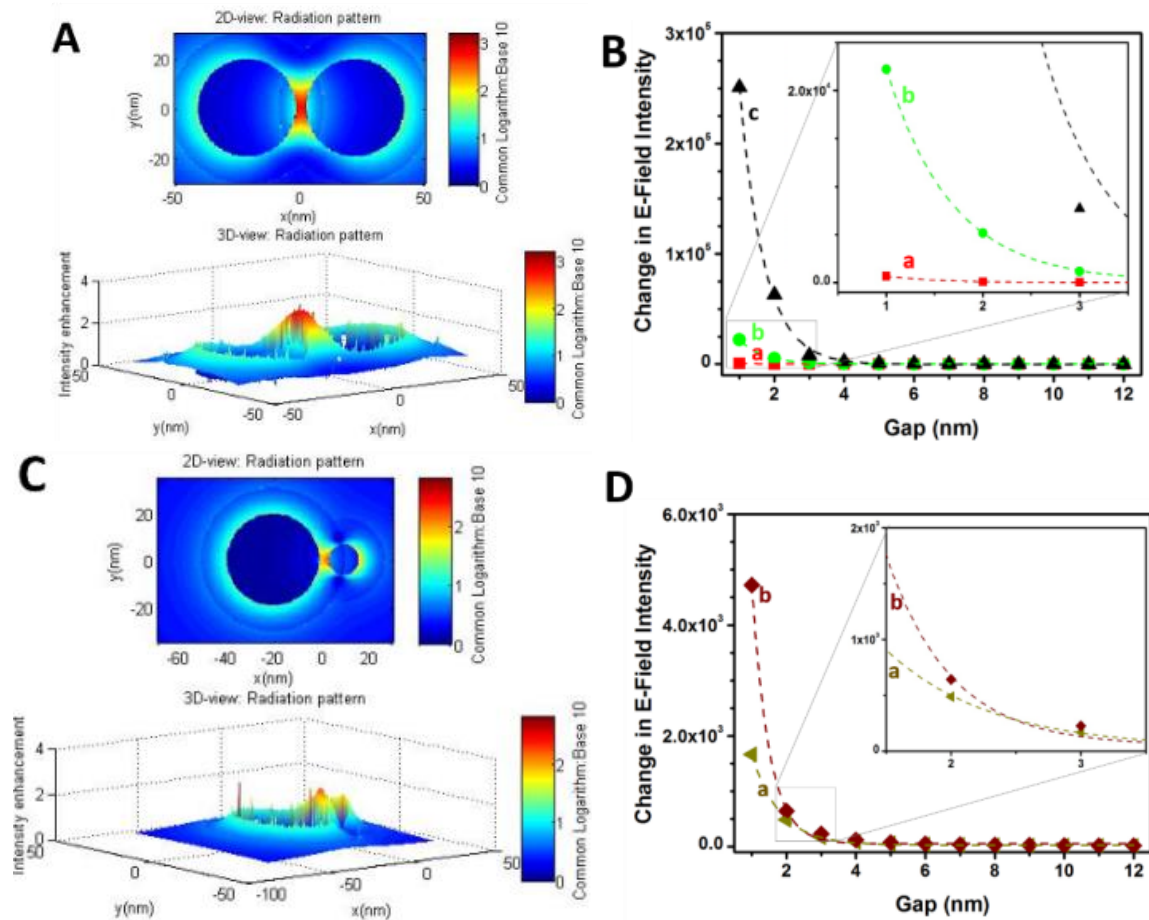 A
2D-view: Radiation pattern
y(nm)
20
0
-20
-50
0
50
x(nm)
3
2
1
0
Common Logarithm:Base 10
3D-view: Radiation pattern
Intensity enhancement
4
2
0
50
0
-50
y(nm)
-50
0
50
x(nm)
3
2
1
0
Common Logarithm:Base 10
B
Change in E-Field Intensity
3x10⁵
2x10⁵
1x10⁵
0
2
4
6
8
10
12
Gap (nm)
c
b
a
2.0x10⁴
0.0
1
2
3
b
a
C
2D-view: Radiation pattern
y(nm)
20
0
-20
-60
-40
-20
0
20
x(nm)
2
1
0
Common Logarithm:Base 10
3D-view: Radiation pattern
Intensity enhancement
4
2
0
50
0
-50
y(nm)
-100
-50
0
50
x(nm)
2
1
0
Common Logarithm:Base 10
D
Change in E-Field Intensity
6.0x10³
4.0x10³
2.0x10³
0.0
2
4
6
8
10
12
Gap (nm)
b
a
2x10³
1x10³
0
2
3
b
a